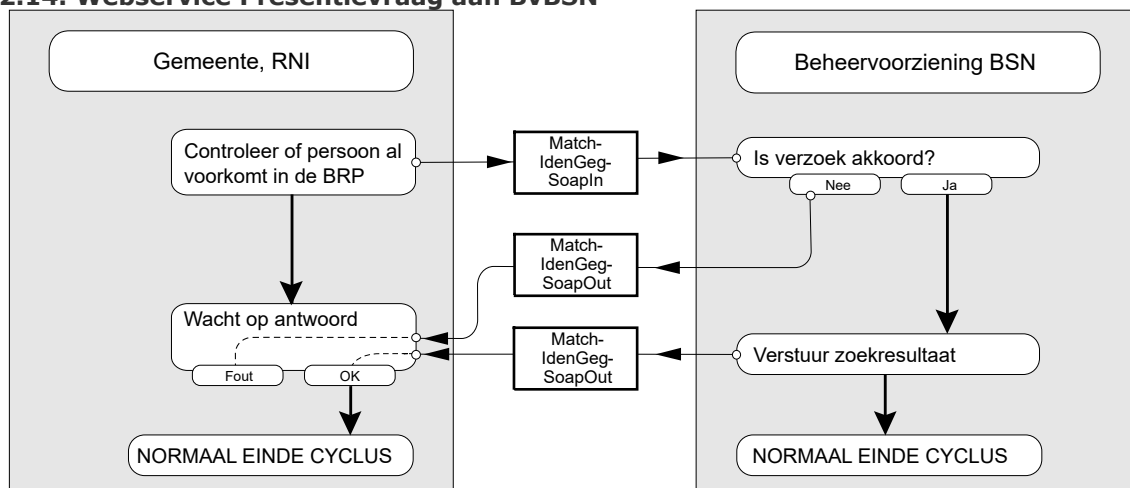 2.14. Webservice Presentievraag aan BvBSN
Gemeente, RNI
Beheervoorziening BSN
Controleer of persoon al
voorkomt in de BRP
Match-
IdenGeg-
SoapIn
Is verzoek akkoord?
Nee
Ja
Match-
IdenGeg-
SoapOut
Wacht op antwoord
Fout
OK
Match-
IdenGeg-
SoapOut
Verstuur zoekresultaat
NORMAAL EINDE CYCLUS
NORMAAL EINDE CYCLUS